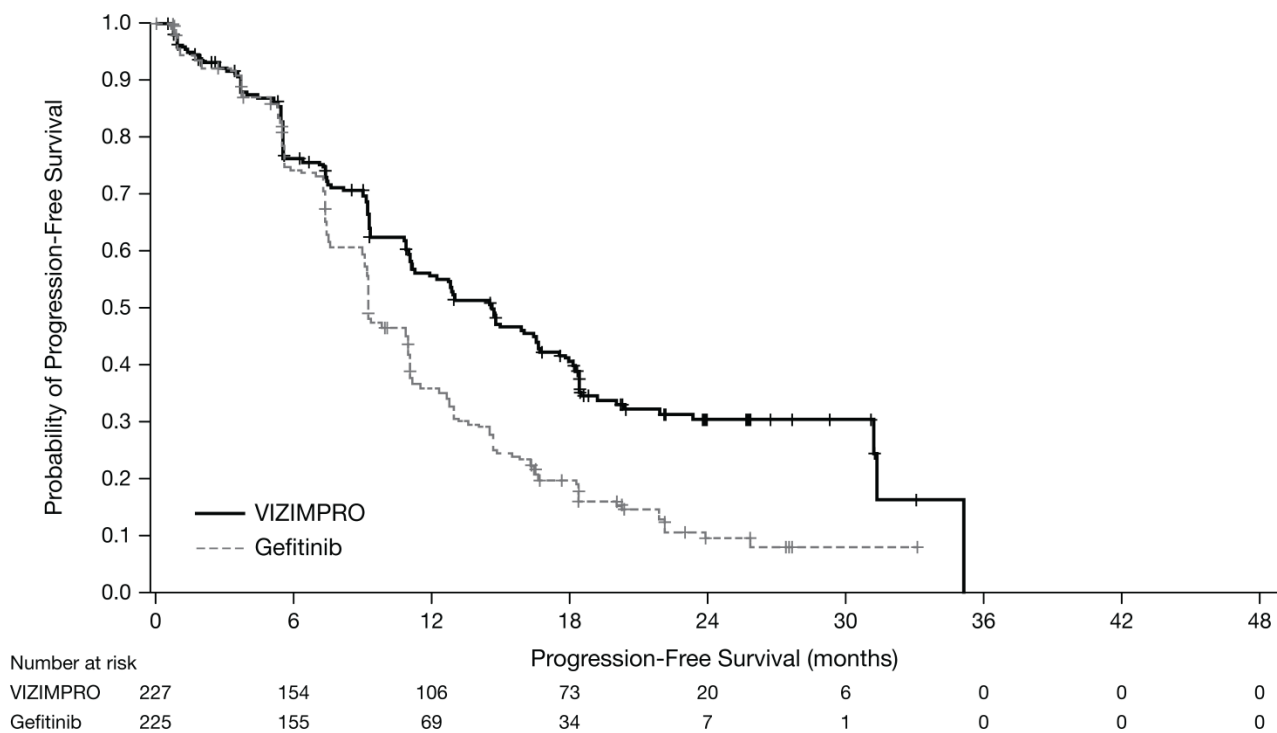 1.0
0.9
0.8
0.7
0.6
0.5
0.4
0.3
0.2
0.1
0.0
Probability of Progression-Free Survival
VIZIMPRO
Gefitinib
0 6 12 18 24 30 36 42 48
Progression-Free Survival (months)
Number at risk
VIZIMPRO 227 154 106 73 20 6 0 0 0
Gefitinib 225 155 69 34 7 1 0 0 0